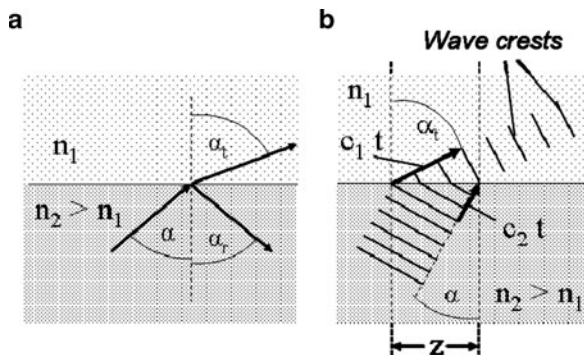 a
n₁
αₜ
n₂ > n₁
α
αᵣ
b
Wave crests
n₁
αₜ
c₁ t
c₂ t
α
n₂ > n₁
z